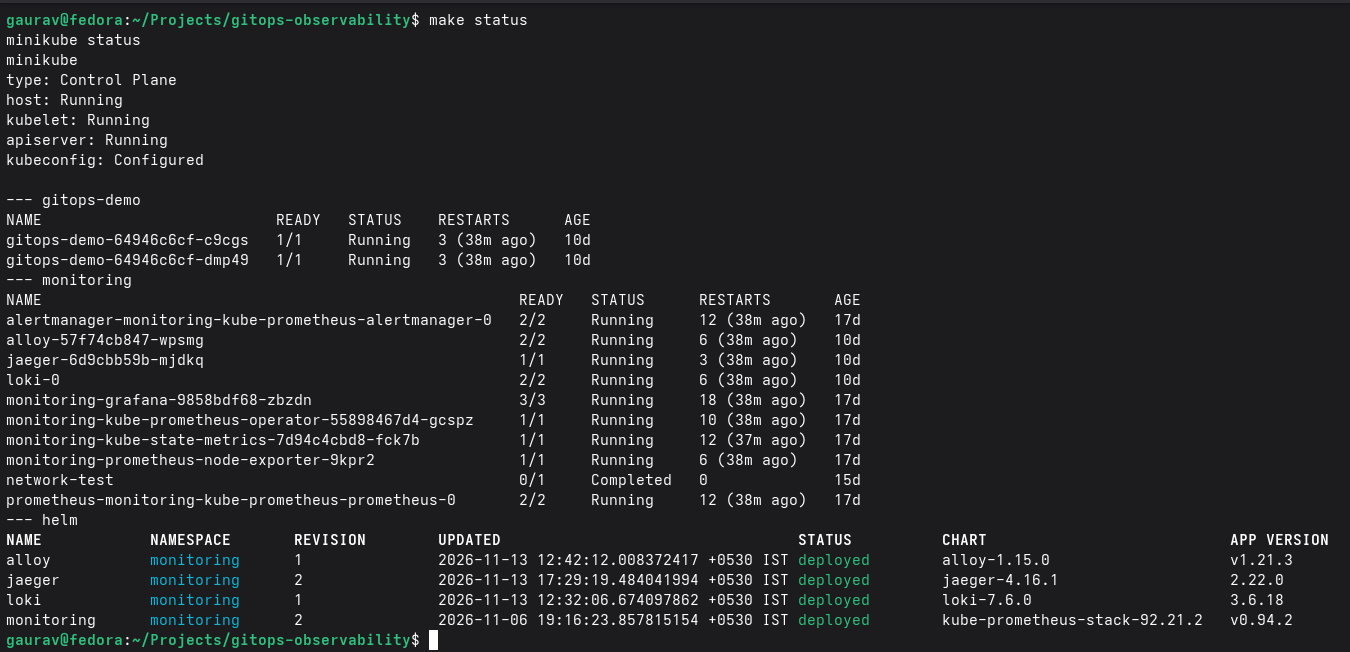 gaurav@fedora:~/Projects/gitops-observability$ make status
minikube status
minikube
type: Control Plane
host: Running
kubelet: Running
apiserver: Running
kubeconfig: Configured

--- gitops-demo
NAME                          READY   STATUS    RESTARTS      AGE
gitops-demo-64946c6cf-c9cgs   1/1     Running   3 (38m ago)   10d
gitops-demo-64946c6cf-dmp49   1/1     Running   3 (38m ago)   10d
--- monitoring
NAME                                                     READY   STATUS      RESTARTS       AGE
alertmanager-monitoring-kube-prometheus-alertmanager-0   2/2     Running     12 (38m ago)   17d
alloy-57f74cb847-wpsmg                                   2/2     Running     6 (38m ago)    10d
jaeger-6d9cbb59b-mjdkq                                   1/1     Running     3 (38m ago)    10d
loki-0                                                   2/2     Running     6 (38m ago)    10d
monitoring-grafana-9858bdf68-zbzdn                       3/3     Running     18 (38m ago)   17d
monitoring-kube-prometheus-operator-55898467d4-gcspz     1/1     Running     10 (38m ago)   17d
monitoring-kube-state-metrics-7d94c4cbd8-fck7b           1/1     Running     12 (37m ago)   17d
monitoring-prometheus-node-exporter-9kpr2                1/1     Running     6 (38m ago)    17d
network-test                                             0/1     Completed   0              15d
prometheus-monitoring-kube-prometheus-prometheus-0       2/2     Running     12 (38m ago)   17d
--- helm
NAME            NAMESPACE       REVISION        UPDATED                                 STATUS          CHART                           APP VERSION
alloy           monitoring      1               2026-11-13 12:42:12.008372417 +0530 IST deployed        alloy-1.15.0                    v1.21.3
jaeger          monitoring      2               2026-11-13 17:29:19.484041994 +0530 IST deployed        jaeger-4.16.1                   2.22.0
loki            monitoring      1               2026-11-13 12:32:06.674097862 +0530 IST deployed        loki-7.6.0                      3.6.18
monitoring      monitoring      2               2026-11-06 19:16:23.857815154 +0530 IST deployed        kube-prometheus-stack-92.21.2   v0.94.2
gaurav@fedora:~/Projects/gitops-observability$